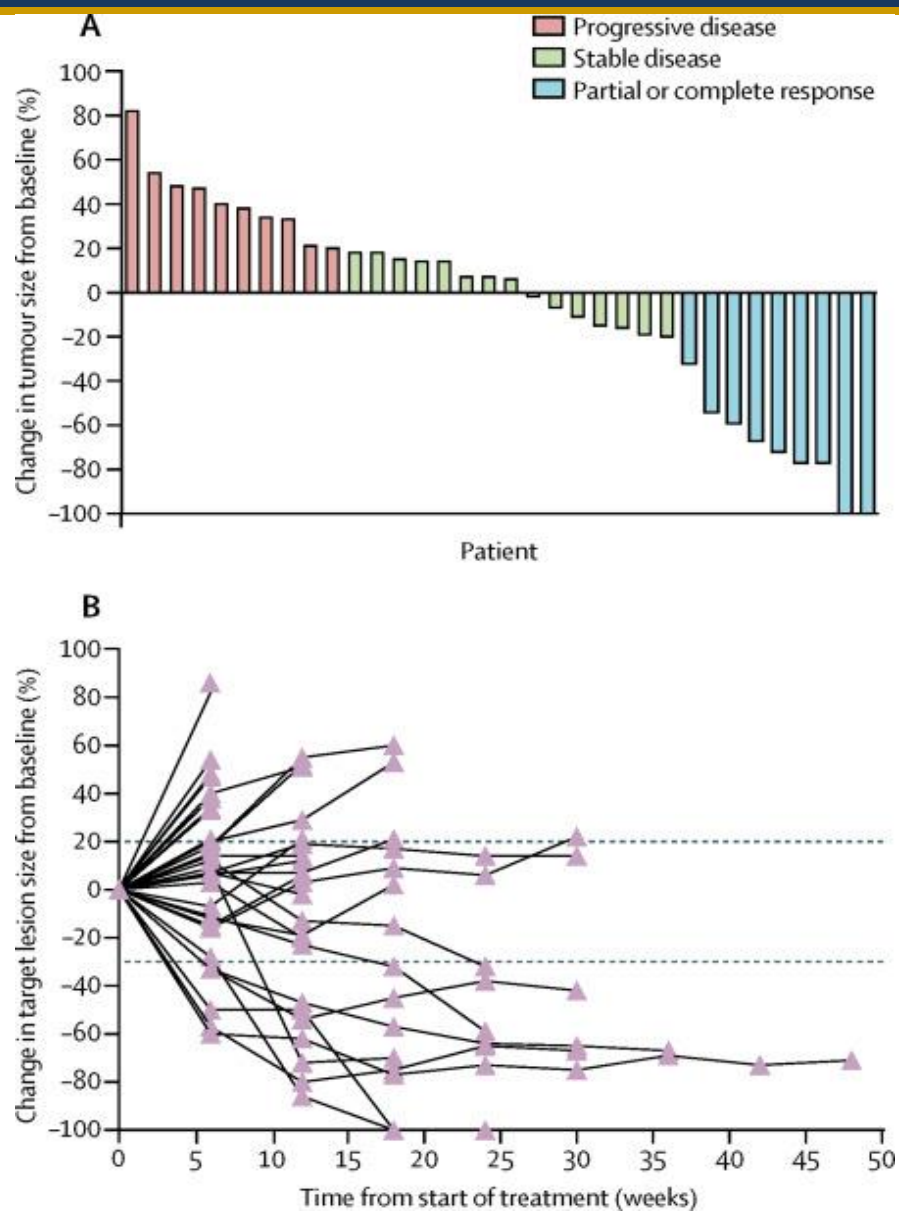 A
Progressive disease
Stable disease
Partial or complete response
Change in tumour size from baseline (%)
100
80
60
40
20
0
−20
−40
−60
−80
−100
Patient
B
Change in target lesion size from baseline (%)
100
80
60
40
20
0
−20
−40
−60
−80
−100
0 5 10 15 20 25 30 35 40 45 50
Time from start of treatment (weeks)